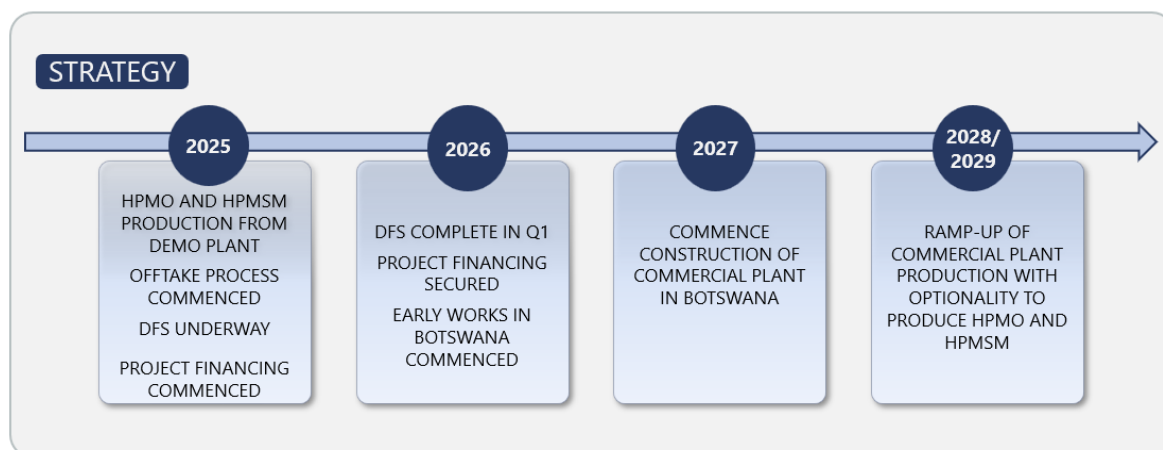 STRATEGY
2025
HPMO AND HPMSM
PRODUCTION FROM
DEMO PLANT
OFFTAKE PROCESS
COMMENCED
DFS UNDERWAY
PROJECT FINANCING
COMMENCED
2026
DFS COMPLETE IN Q1
PROJECT FINANCING
SECURED
EARLY WORKS IN
BOTSWANA
COMMENCED
2027
COMMENCE
CONSTRUCTION OF
COMMERCIAL PLANT
IN BOTSWANA
2028/
2029
RAMP-UP OF
COMMERCIAL PLANT
PRODUCTION WITH
OPTIONALITY TO
PRODUCE HPMO AND
HPMSM